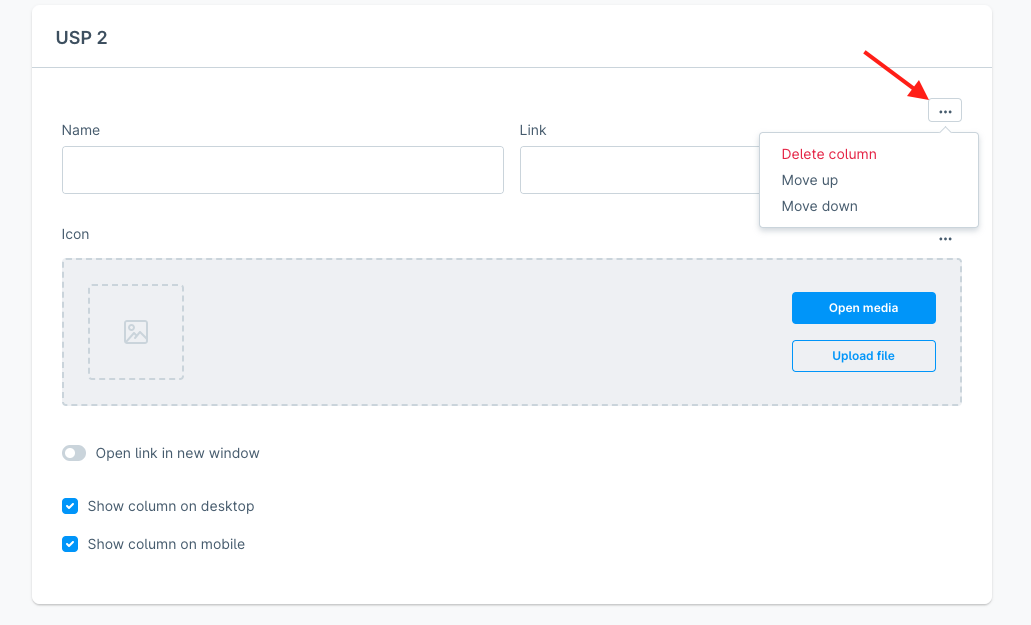 USP 2
...
Name
Link
Delete column
Move up
Move down
Icon
...
Open media
Upload file
Open link in new window
Show column on desktop
Show column on mobile